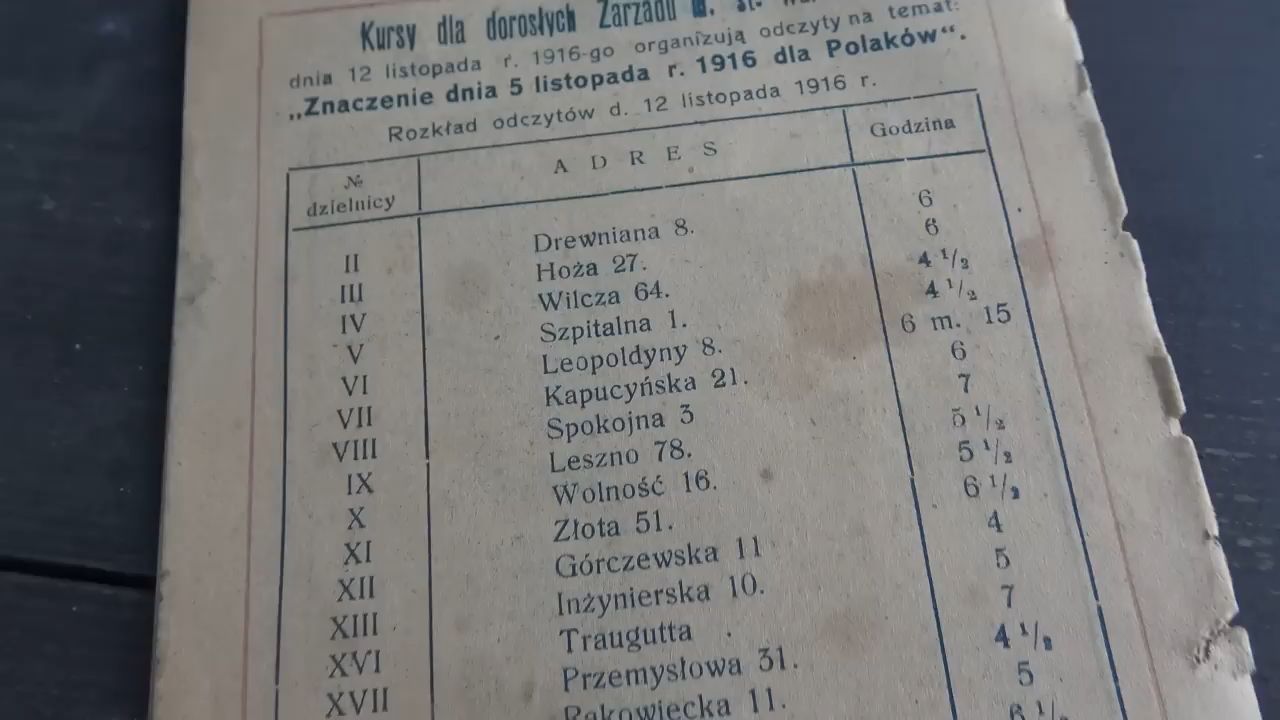 Kursy dla dorosłych Zarządu m. st.
dnia 12 listopada r. 1916-go organizują odczyty na temat:
„Znaczenie dnia 5 listopada r. 1916 dla Polaków“.
Rozkład odczytów d. 12 listopada 1916 r.
№ dzielnicy ADRES Godzina
II Drewniana 8. 6
III Hoża 27. 6
IV Wilcza 64. 4 1/2
V Szpitalna 1. 4 1/2
VI Leopoldyny 8. 6 m. 15
VII Kapucyńska 21. 6
VIII Spokojna 3 7
IX Leszno 78. 5 1/2
X Wolność 16. 5 1/2
XI Złota 51. 6 1/2
XII Górczewska 11 4
XIII Inżynierska 10. 5
XVI Traugutta . 7
XVII Przemysłowa 31. 4 1/2
Rakowiecka 11. 5
6 1/